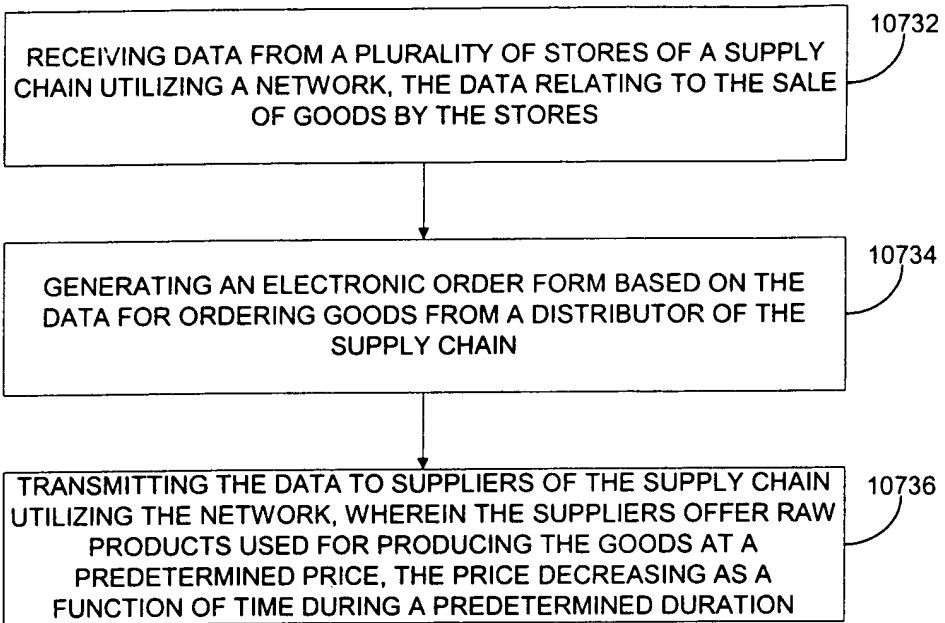 RECEIVING DATA FROM A PLURALITY OF STORES OF A SUPPLY
CHAIN UTILIZING A NETWORK, THE DATA RELATING TO THE SALE
OF GOODS BY THE STORES
10732
GENERATING AN ELECTRONIC ORDER FORM BASED ON THE
DATA FOR ORDERING GOODS FROM A DISTRIBUTOR OF THE
SUPPLY CHAIN
10734
TRANSMITTING THE DATA TO SUPPLIERS OF THE SUPPLY CHAIN
UTILIZING THE NETWORK, WHEREIN THE SUPPLIERS OFFER RAW
PRODUCTS USED FOR PRODUCING THE GOODS AT A
PREDETERMINED PRICE, THE PRICE DECREASING AS A
FUNCTION OF TIME DURING A PREDETERMINED DURATION
10736